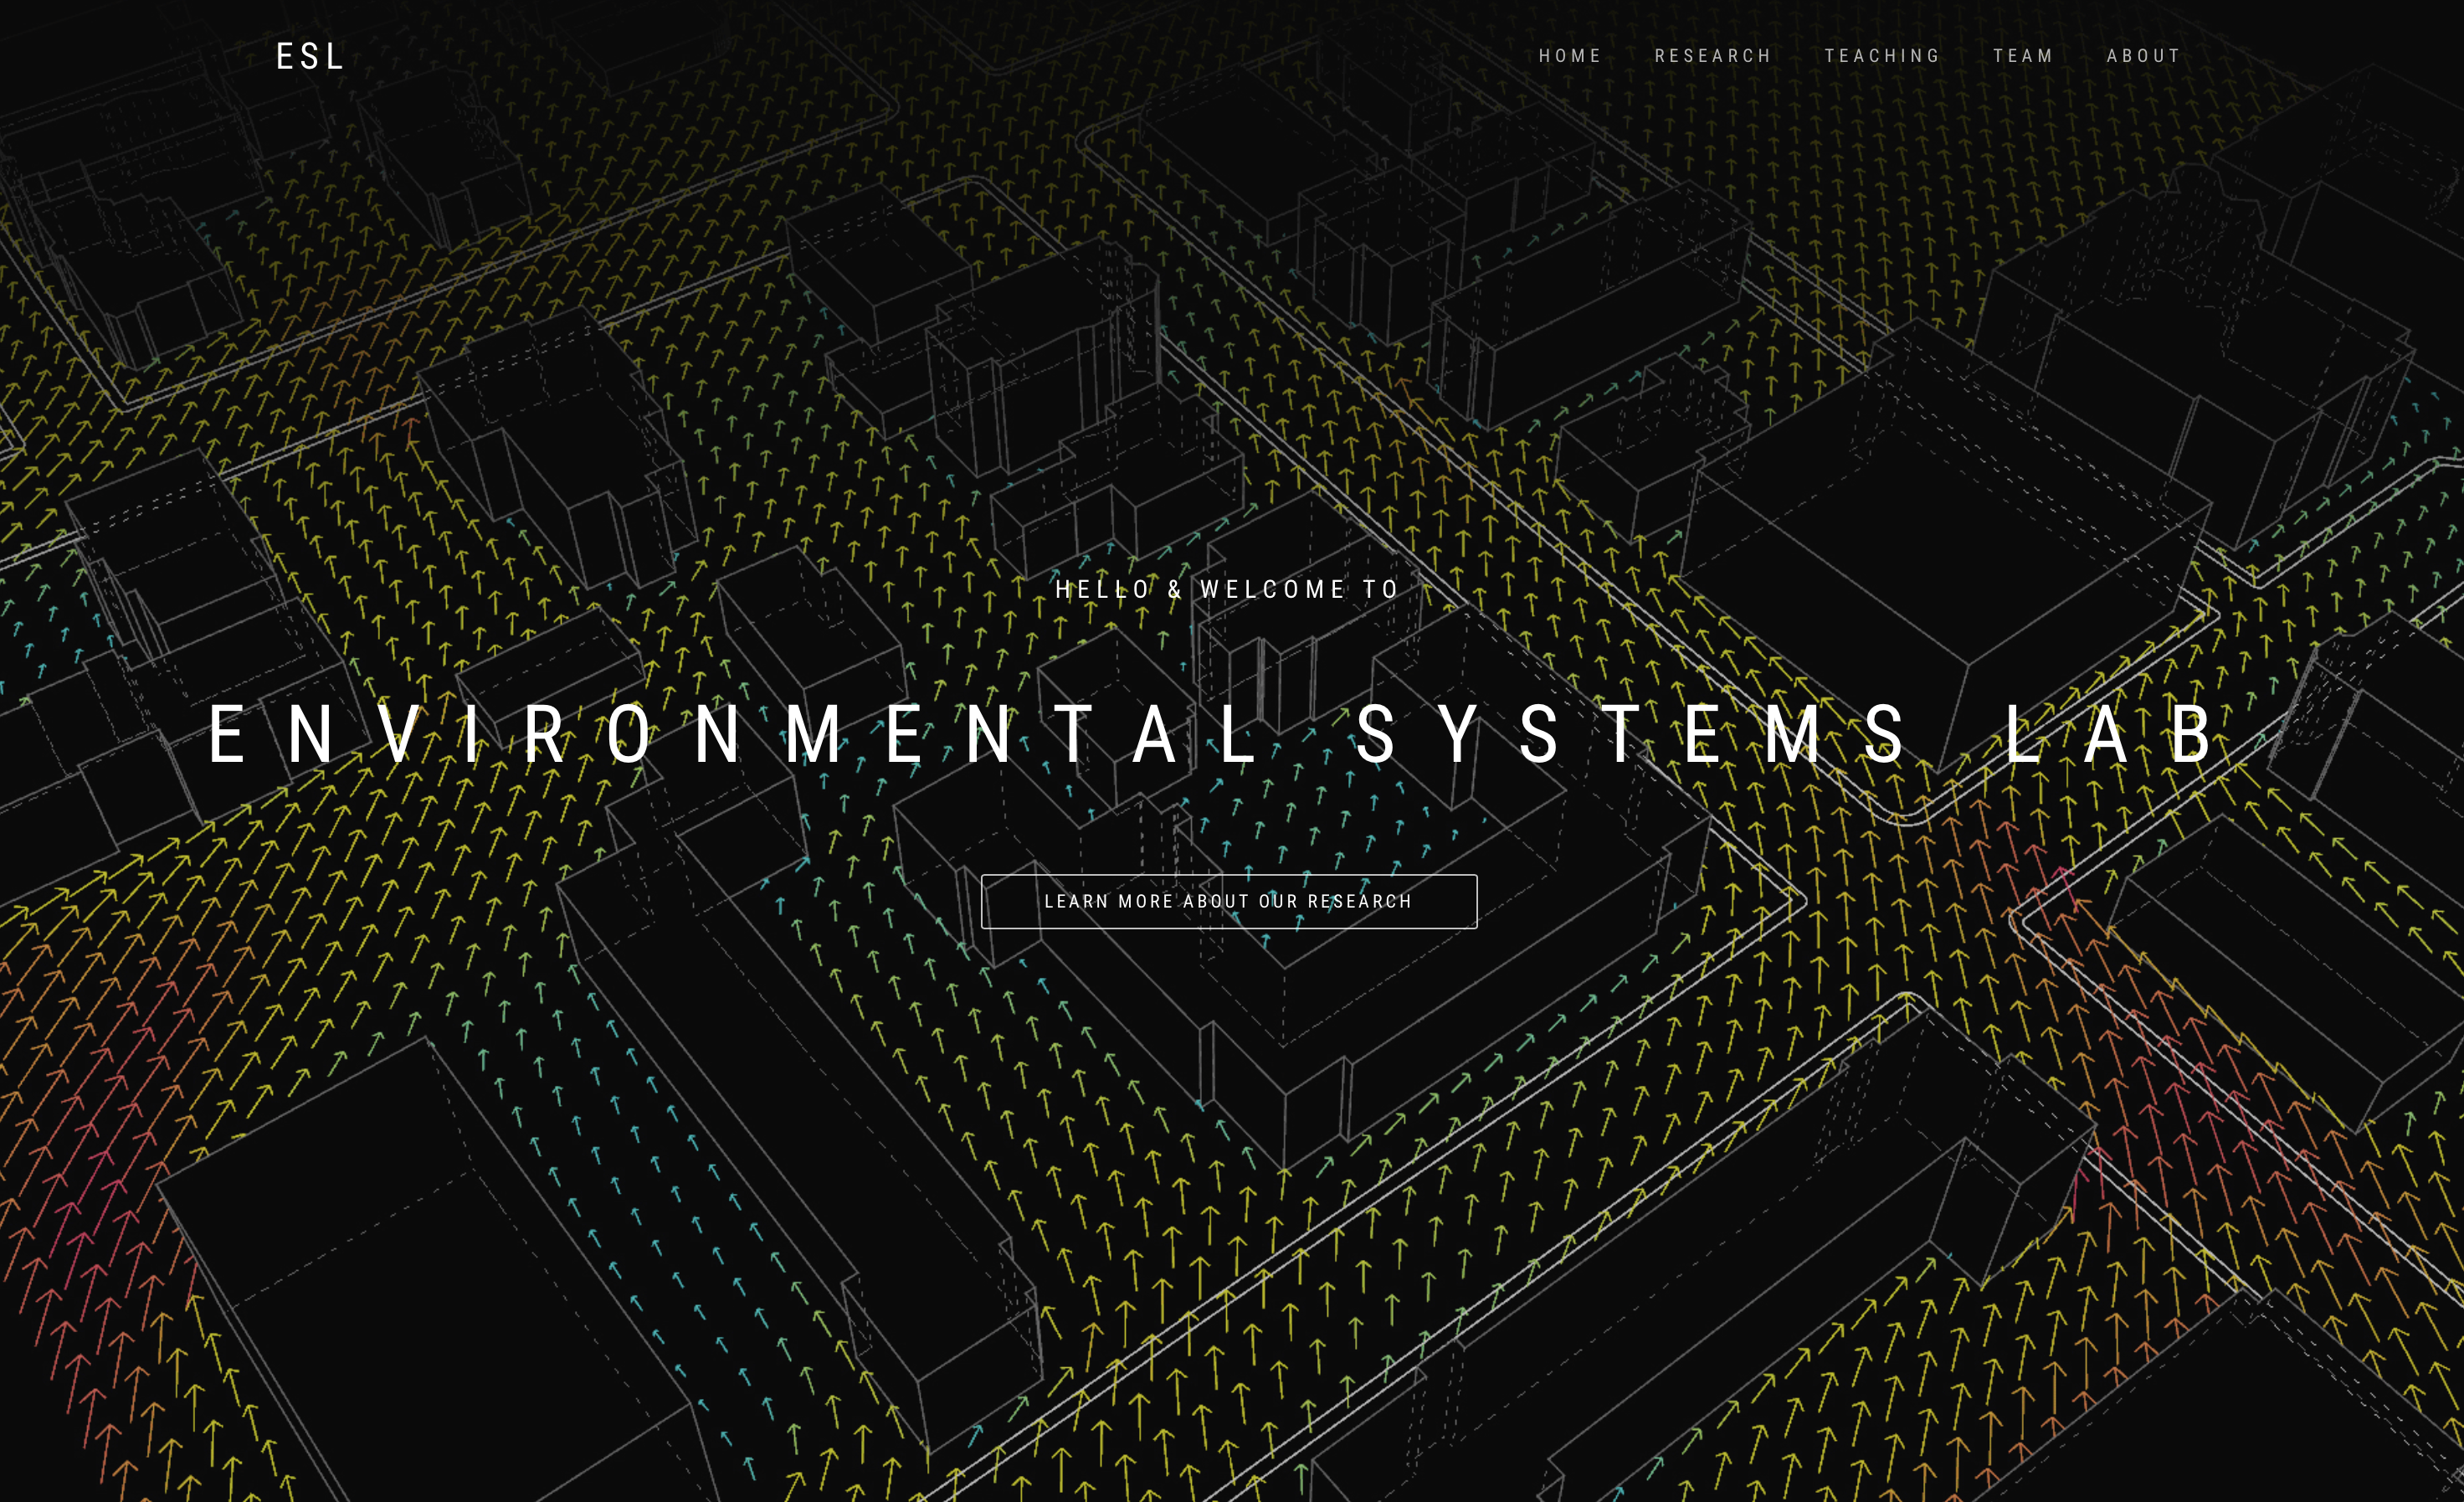 ESL
HOME RESEARCH TEACHING TEAM ABOUT
HELLO & WELCOME TO
ENVIRONMENTAL SYSTEMS LAB
LEARN MORE ABOUT OUR RESEARCH